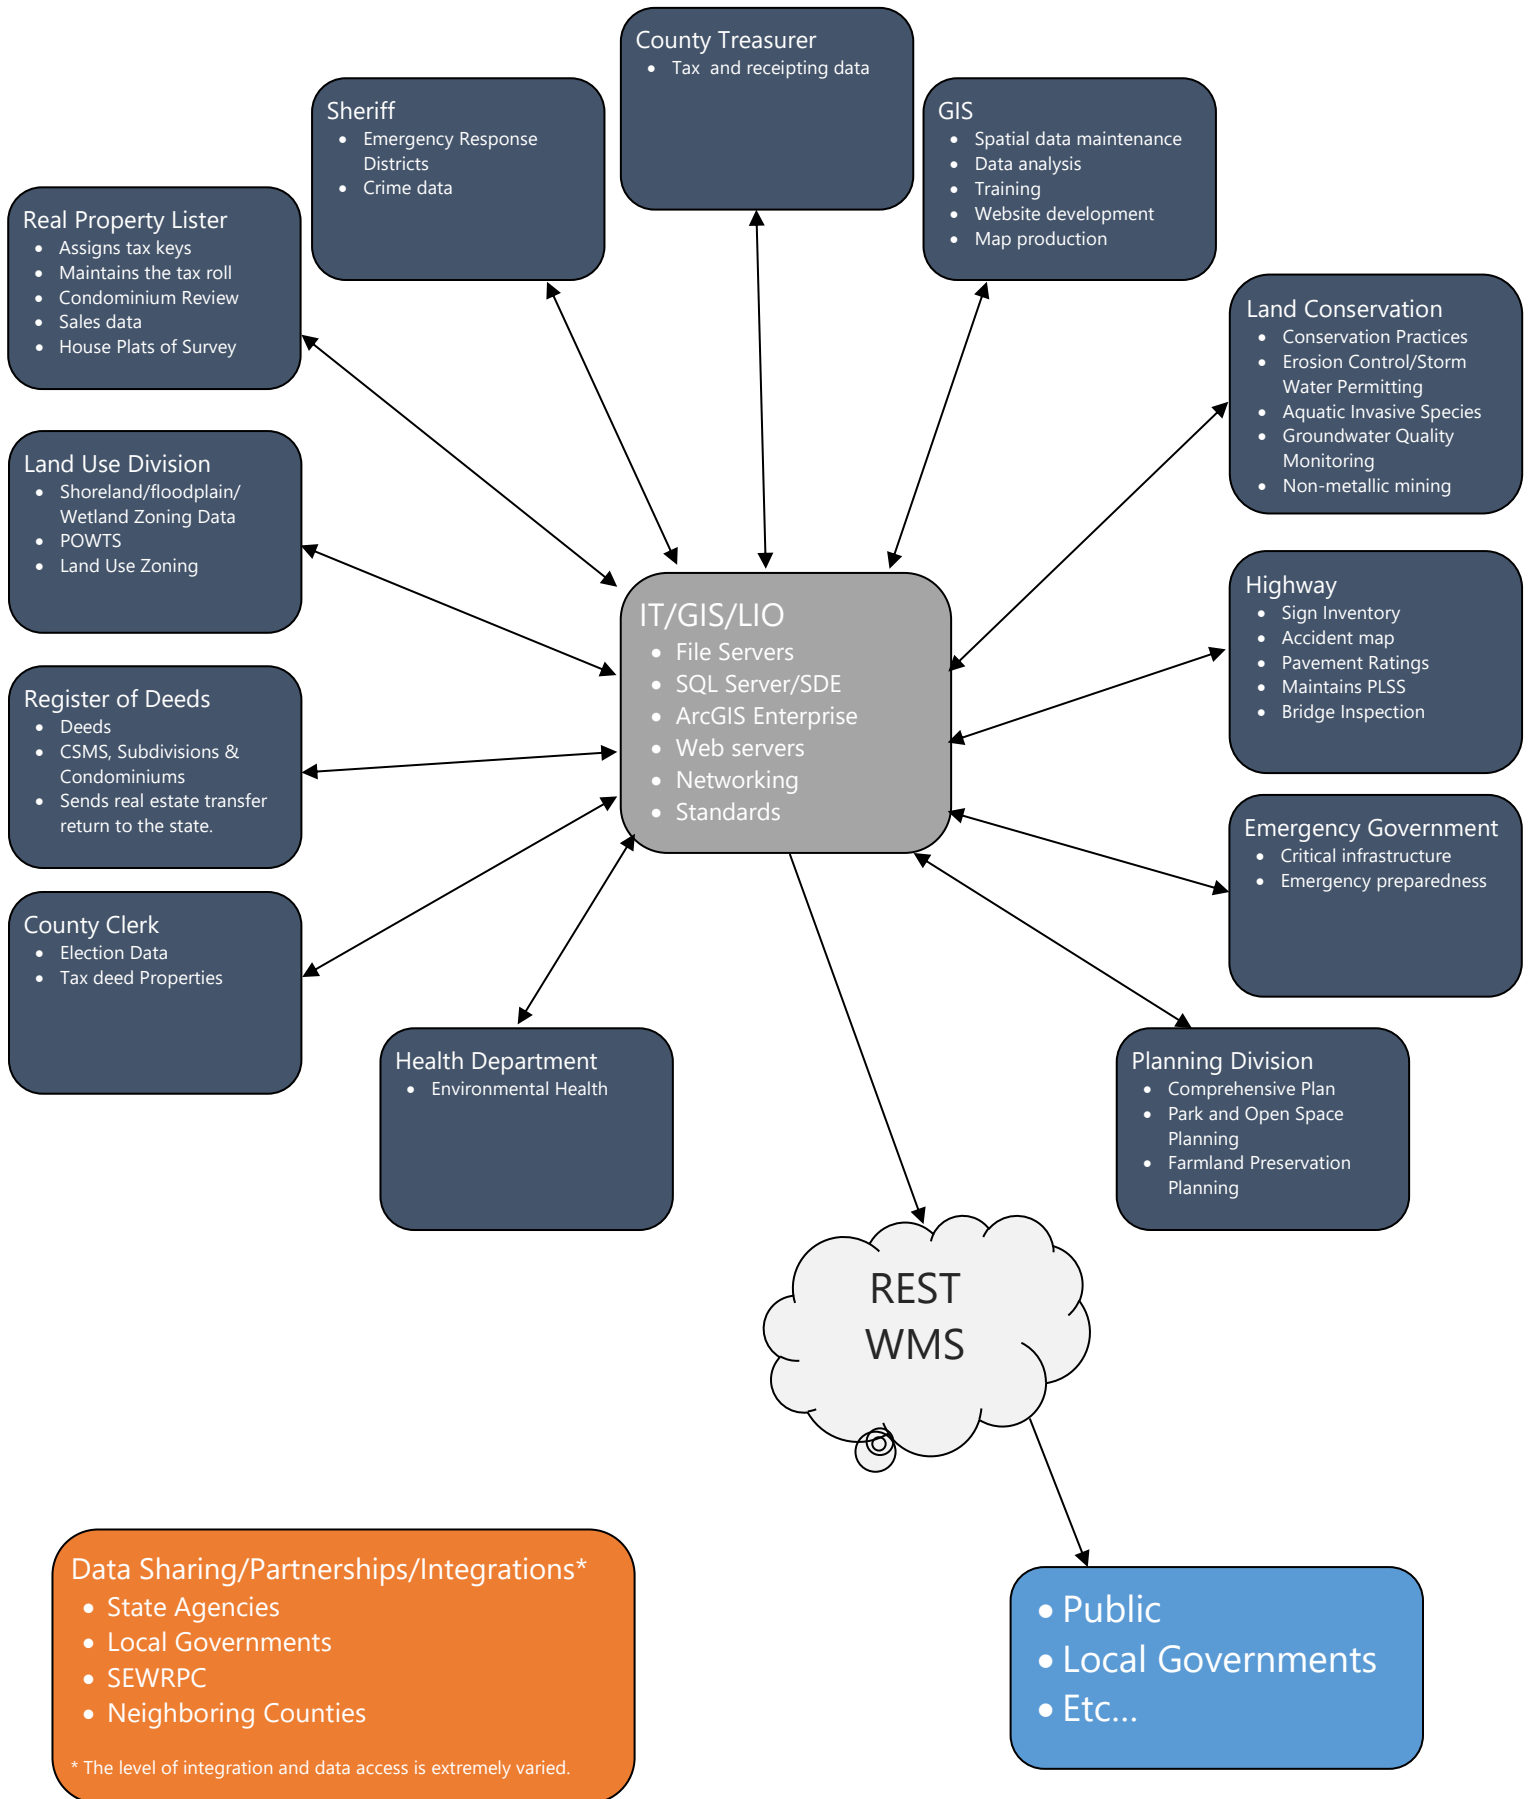 County Treasurer
• Tax and receipting data
Sheriff
• Emergency Response
Districts
• Crime data
GIS
• Spatial data maintenance
• Data analysis
• Training
• Website development
• Map production
Real Property Lister
• Assigns tax keys
• Maintains the tax roll
• Condominium Review
• Sales data
• House Plats of Survey
Land Conservation
• Conservation Practices
• Erosion Control/Storm
Water Permitting
• Aquatic Invasive Species
• Groundwater Quality
Monitoring
• Non-metallic mining
Land Use Division
• Shoreland/floodplain/
Wetland Zoning Data
• POWTS
• Land Use Zoning
IT/GIS/LIO
• File Servers
• SQL Server/SDE
• ArcGIS Enterprise
• Web servers
• Networking
• Standards
Highway
• Sign Inventory
• Accident map
• Pavement Ratings
• Maintains PLSS
• Bridge Inspection
Register of Deeds
• Deeds
• CSMS, Subdivisions &
Condominiums
• Sends real estate transfer
return to the state.
Emergency Government
• Critical infrastructure
• Emergency preparedness
County Clerk
• Election Data
• Tax deed Properties
Health Department
• Environmental Health
Planning Division
• Comprehensive Plan
• Park and Open Space
Planning
• Farmland Preservation
Planning
REST
WMS
Data Sharing/Partnerships/Integrations*
• State Agencies
• Local Governments
• SEWRPC
• Neighboring Counties
* The level of integration and data access is extremely varied.
• Public
• Local Governments
• Etc...